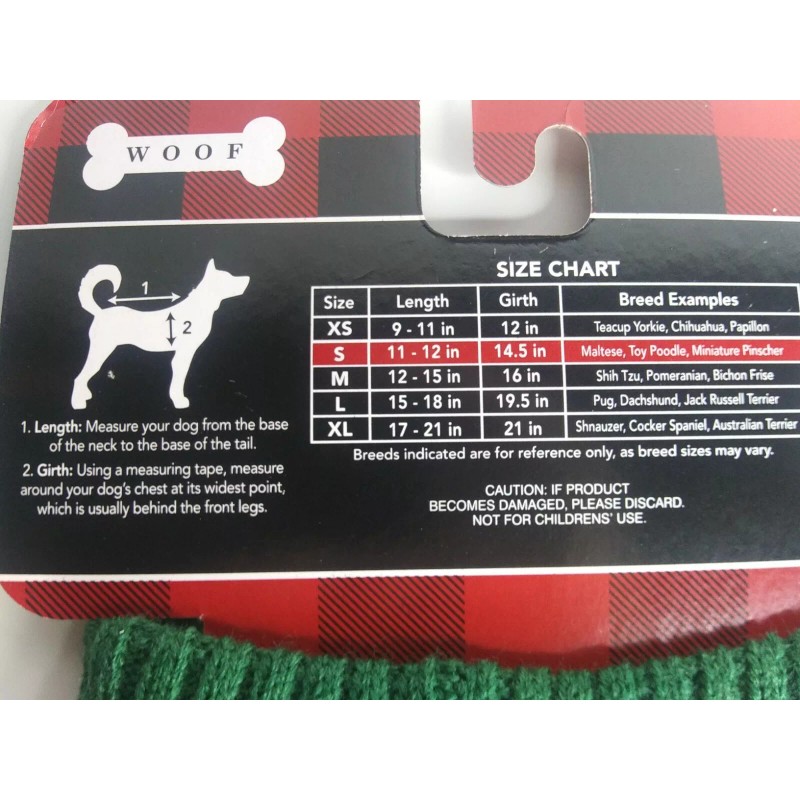 WOOF
1
2
1. Length: Measure your dog from the base
of the neck to the base of the tail.
2. Girth: Using a measuring tape, measure
around your dog's chest at its widest point,
which is usually behind the front legs.
SIZE CHART
Size Length Girth Breed Examples
XS 9 - 11 in 12 in Teacup Yorkie, Chihuahua, Papillon
S 11 - 12 in 14.5 in Maltese, Toy Poodle, Miniature Pinscher
M 12 - 15 in 16 in Shih Tzu, Pomeranian, Bichon Frise
L 15 - 18 in 19.5 in Pug, Dachshund, Jack Russell Terrier
XL 17 - 21 in 21 in Shnauzer, Cocker Spaniel, Australian Terrier
Breeds indicated are for reference only, as breed sizes may vary.
CAUTION: IF PRODUCT
BECOMES DAMAGED, PLEASE DISCARD.
NOT FOR CHILDRENS' USE.